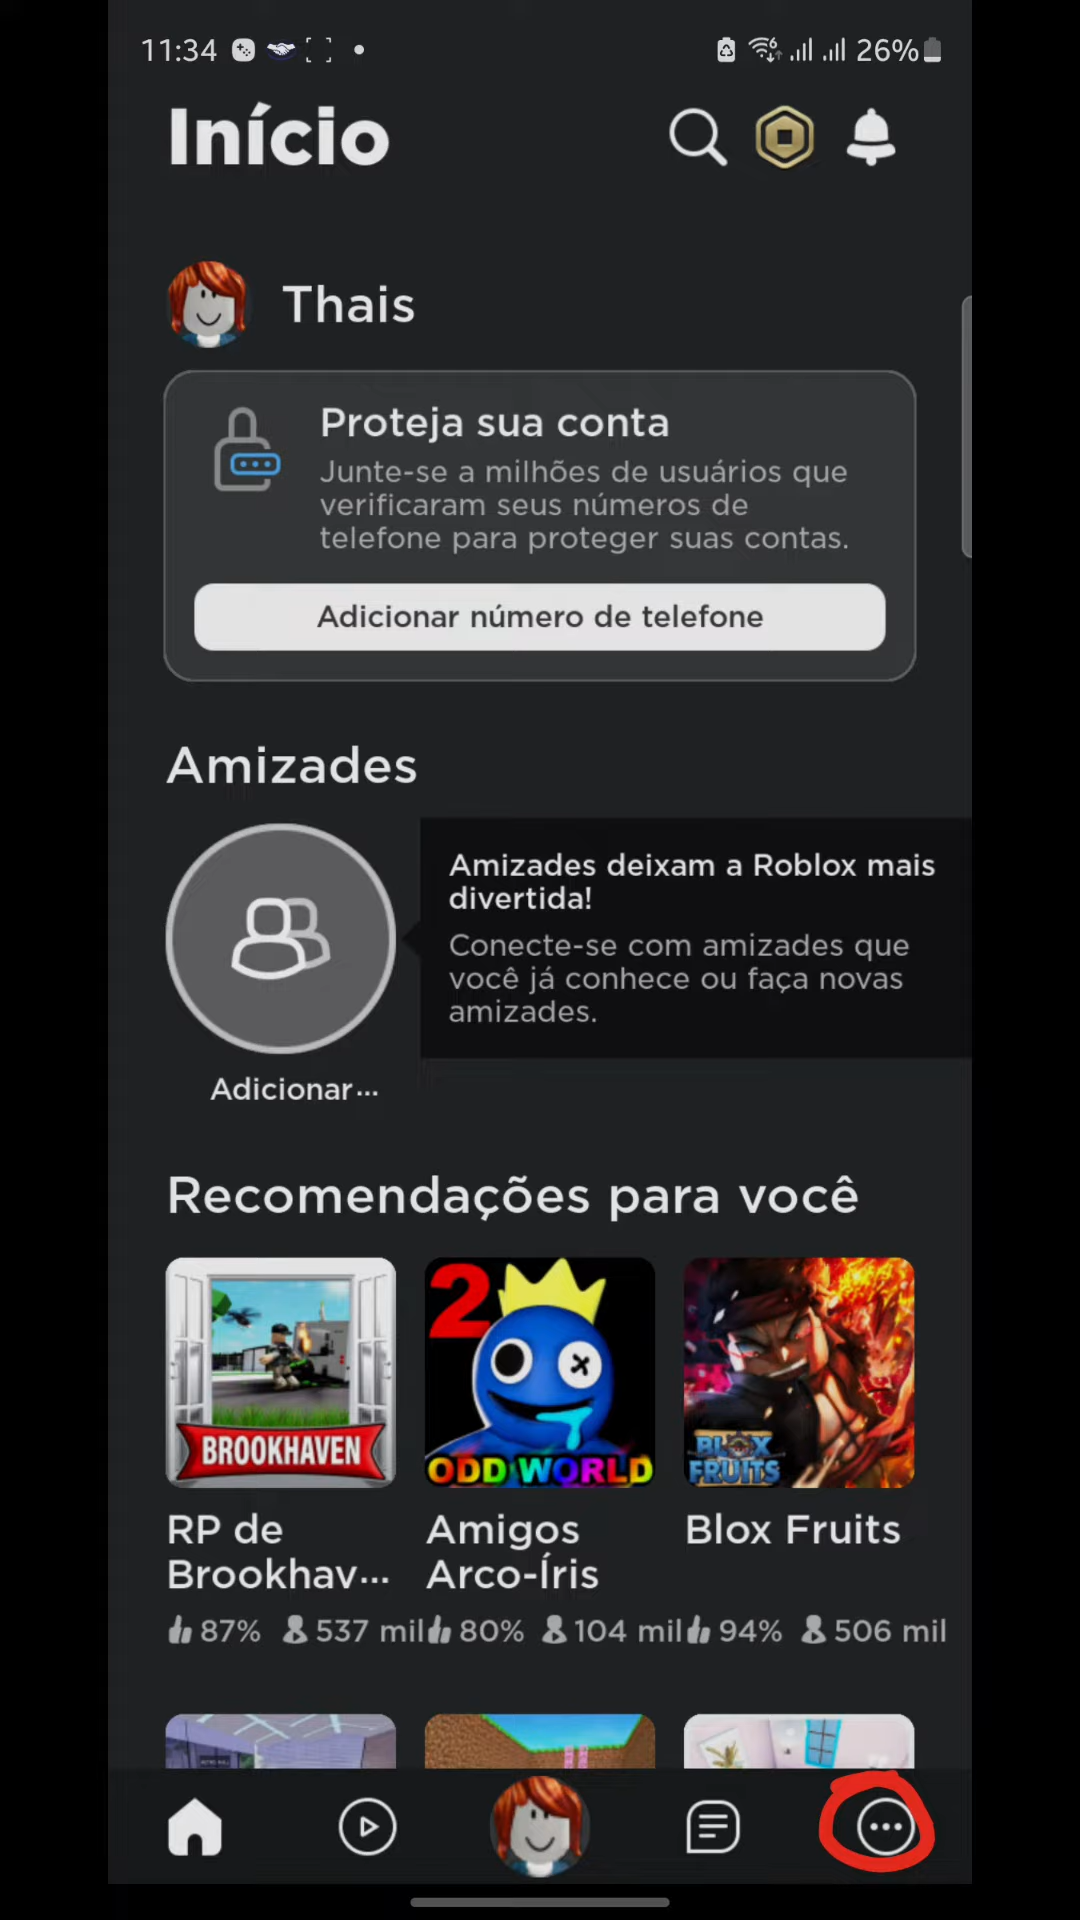 11:34
26%
Início
Thais
Proteja sua conta
Junte-se a milhões de usuários que
verificaram seus números de
telefone para proteger suas contas.
Adicionar número de telefone
Amizades
Amizades deixam a Roblox mais
divertida!
Conecte-se com amizades que
você já conhece ou faça novas
amizades.
Adicionar...
Recomendações para você
BROOKHAVEN
2
ODD WORLD
BLOX
FRUITS
RP de
Brookhav...
Amigos
Arco-Íris
Blox Fruits
87% 537 mil
80% 104 mil
94% 506 mil